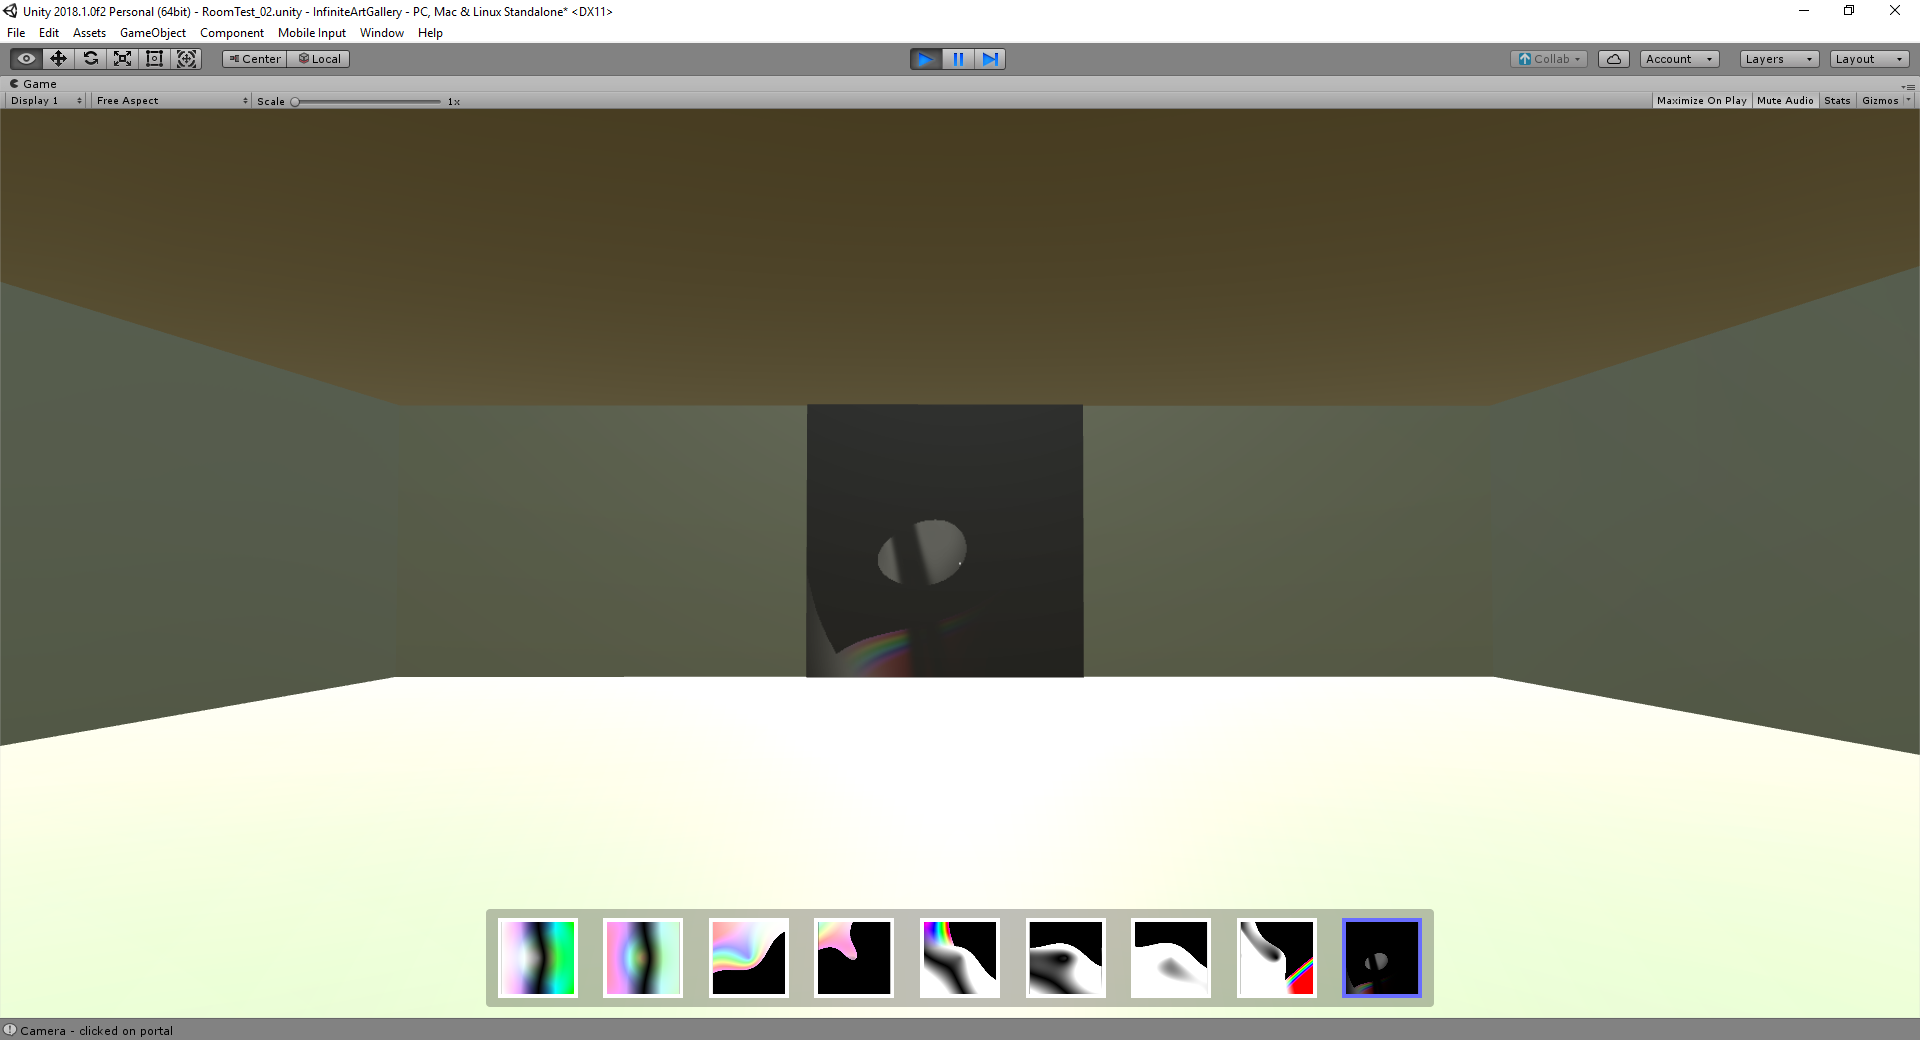 Unity 2018.1.0f2 Personal (64bit) - RoomTest_02.unity - InfiniteArtGallery - PC, Mac & Linux Standalone* <DX11>
File Edit Assets GameObject Component Mobile Input Window Help
Center Local Collab Account Layers Layout
Game
Display 1 Free Aspect Scale 1x Maximize On Play Mute Audio Stats Gizmos
Camera - clicked on portal